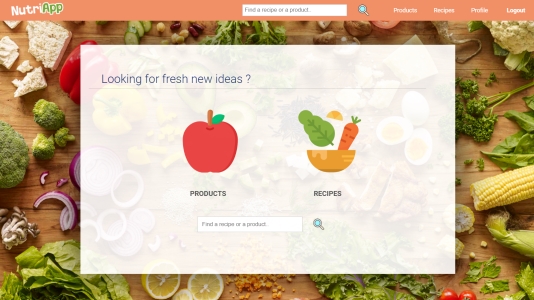 NutriApp
Find a recipe or a product.
Products
Recipes
Profile
Logout
Looking for fresh new ideas ?
PRODUCTS
RECIPES
Find a recipe or a product.